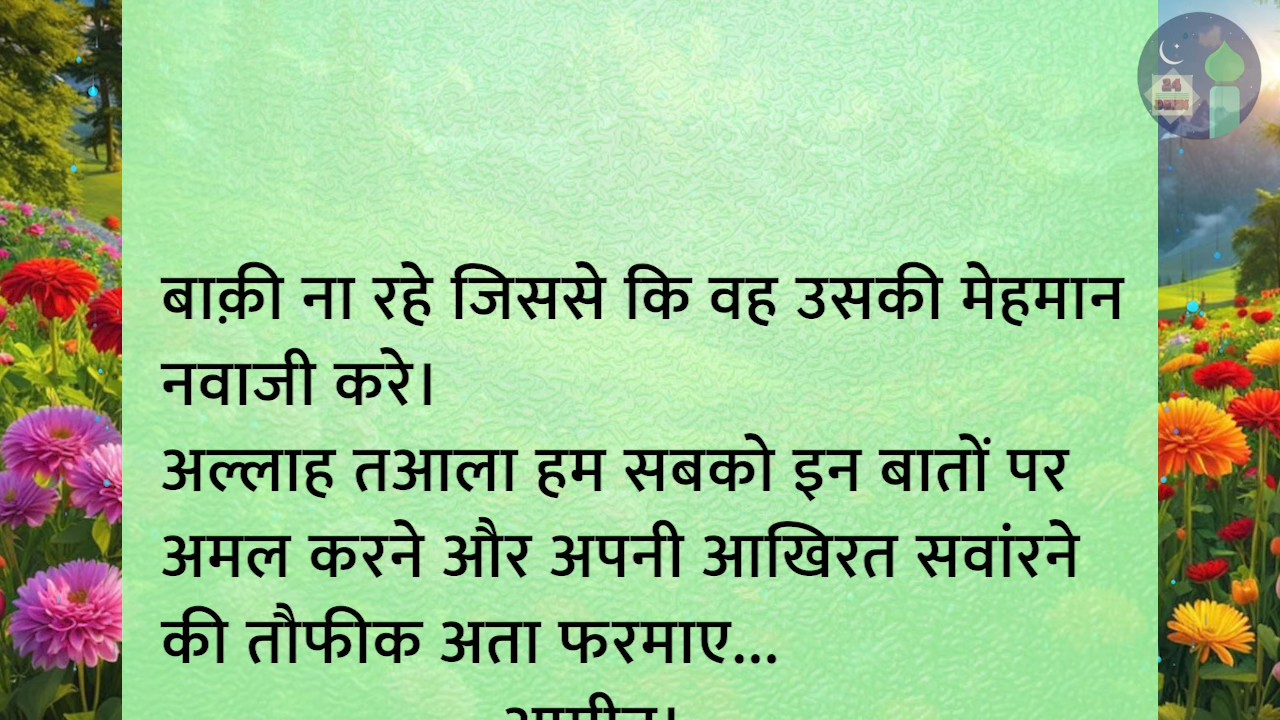 24
बाक़ी ना रहे जिससे कि वह उसकी मेहमान
नवाजी करे।
अल्लाह तआला हम सबको इन बातों पर
अमल करने और अपनी आखिरत सवांरने
की तौफीक अता फरमाए...